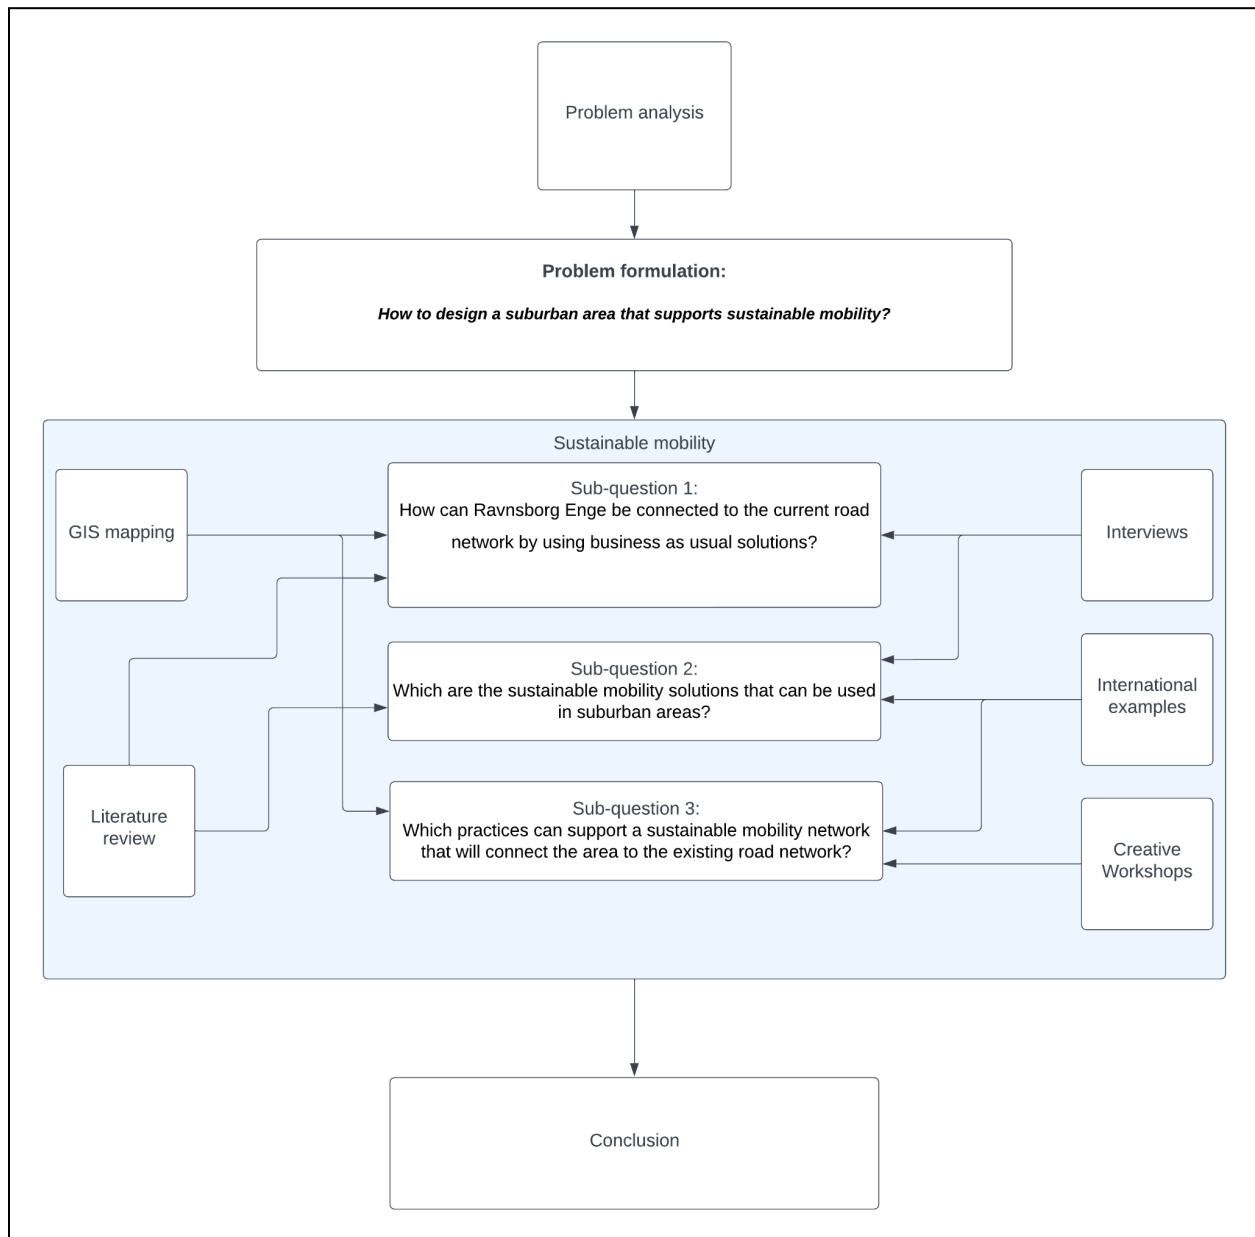 Problem analysis
Problem formulation:
How to design a suburban area that supports sustainable mobility?
Sustainable mobility
GIS mapping
Sub-question 1:
How can Ravnsborg Enge be connected to the current road
network by using business as usual solutions?
Interviews
Sub-question 2:
Which are the sustainable mobility solutions that can be used
in suburban areas?
International
examples
Literature
review
Sub-question 3:
Which practices can support a sustainable mobility network
that will connect the area to the existing road network?
Creative
Workshops
Conclusion